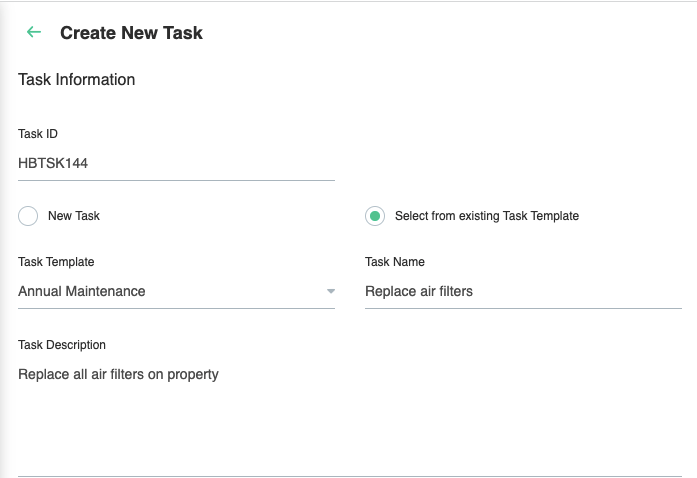 Create New Task
Task Information
Task ID
HBTSK144
New Task
Select from existing Task Template
Task Template
Task Name
Annual Maintenance
Replace air filters
Task Description
Replace all air filters on property